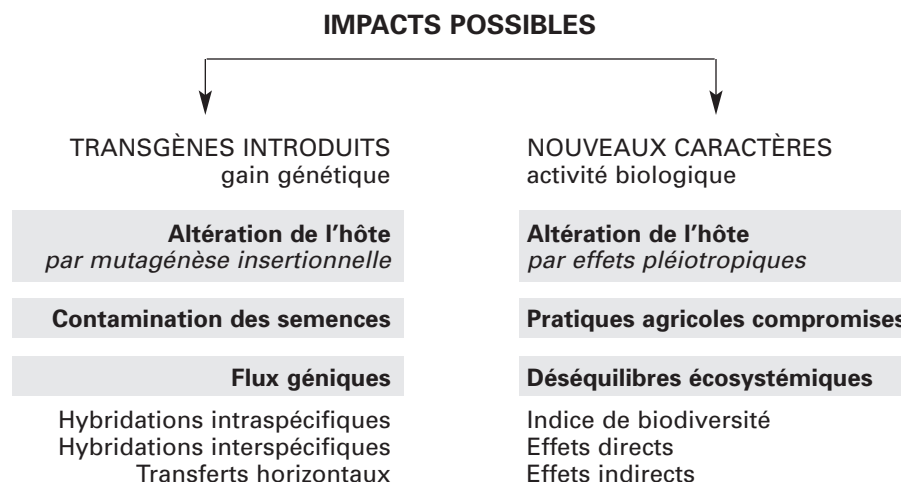 IMPACTS POSSIBLES
TRANSGÈNES INTRODUITS
gain génétique
Altération de l’hôte
par mutagénèse insertionnelle
Contamination des semences
Flux géniques
Hybridations intraspécifiques
Hybridations interspécifiques
Transferts horizontaux
NOUVEAUX CARACTÈRES
activité biologique
Altération de l’hôte
par effets pléiotropiques
Pratiques agricoles compromises
Déséquilibres écosystémiques
Indice de biodiversité
Effets directs
Effets indirects